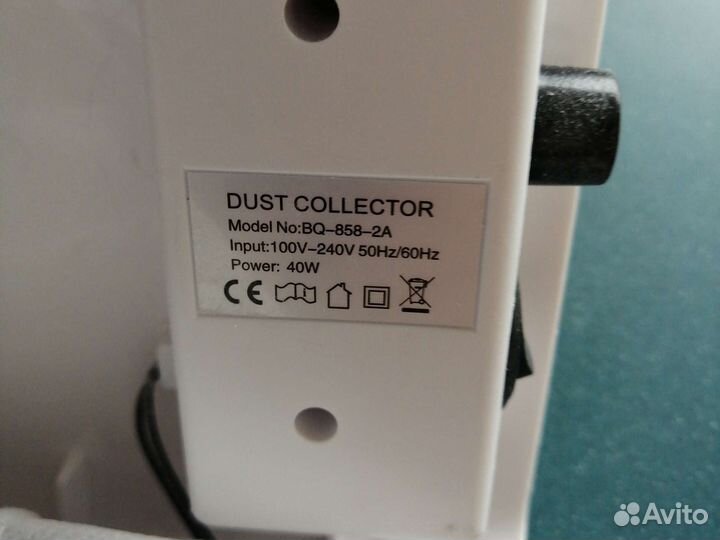 DUST COLLECTOR
Model No:BQ-858-2A
Input:100V-240V 50Hz/60Hz
Power: 40W
CE
Avito